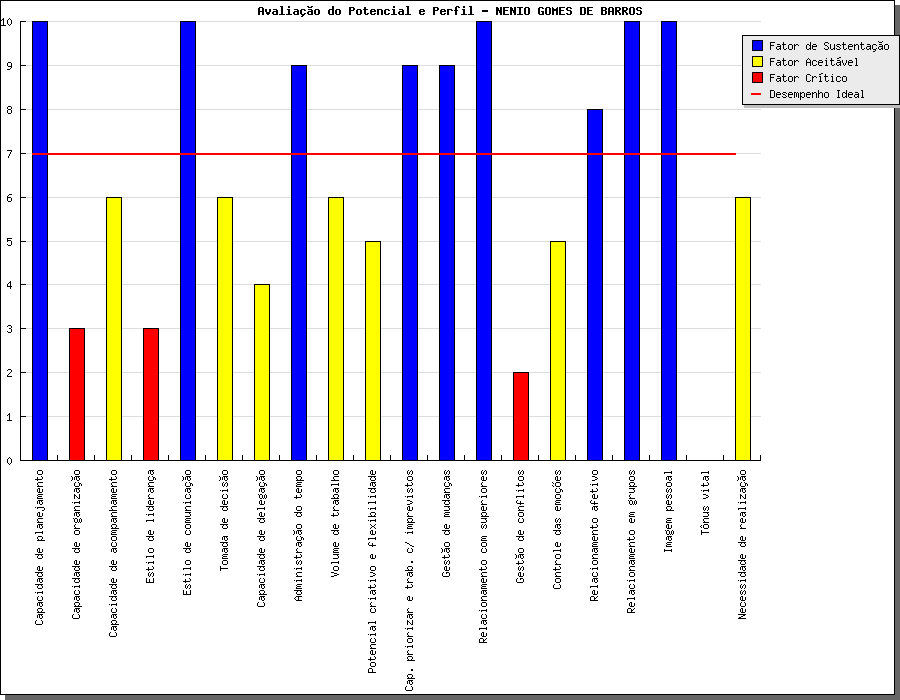 Avaliação do Potencial e Perfil - NENIO GOMES DE BARROS
10
9
8
7
6
5
4
3
2
1
0
Fator de Sustentação
Fator Aceitável
Fator Crítico
Desempenho Ideal
Capacidade de planejamento
Capacidade de organização
Capacidade de acompanhamento
Estilo de liderança
Estilo de comunicação
Tomada de decisão
Capacidade de delegação
Administração do tempo
Volume de trabalho
Potencial criativo e flexibilidade
Cap. priorizar e trab. c/ imprevistos
Gestão de mudanças
Relacionamento com superiores
Gestão de conflitos
Controle das emoções
Relacionamento afetivo
Relacionamento em grupos
Imagem pessoal
Tônus vital
Necessidade de realização